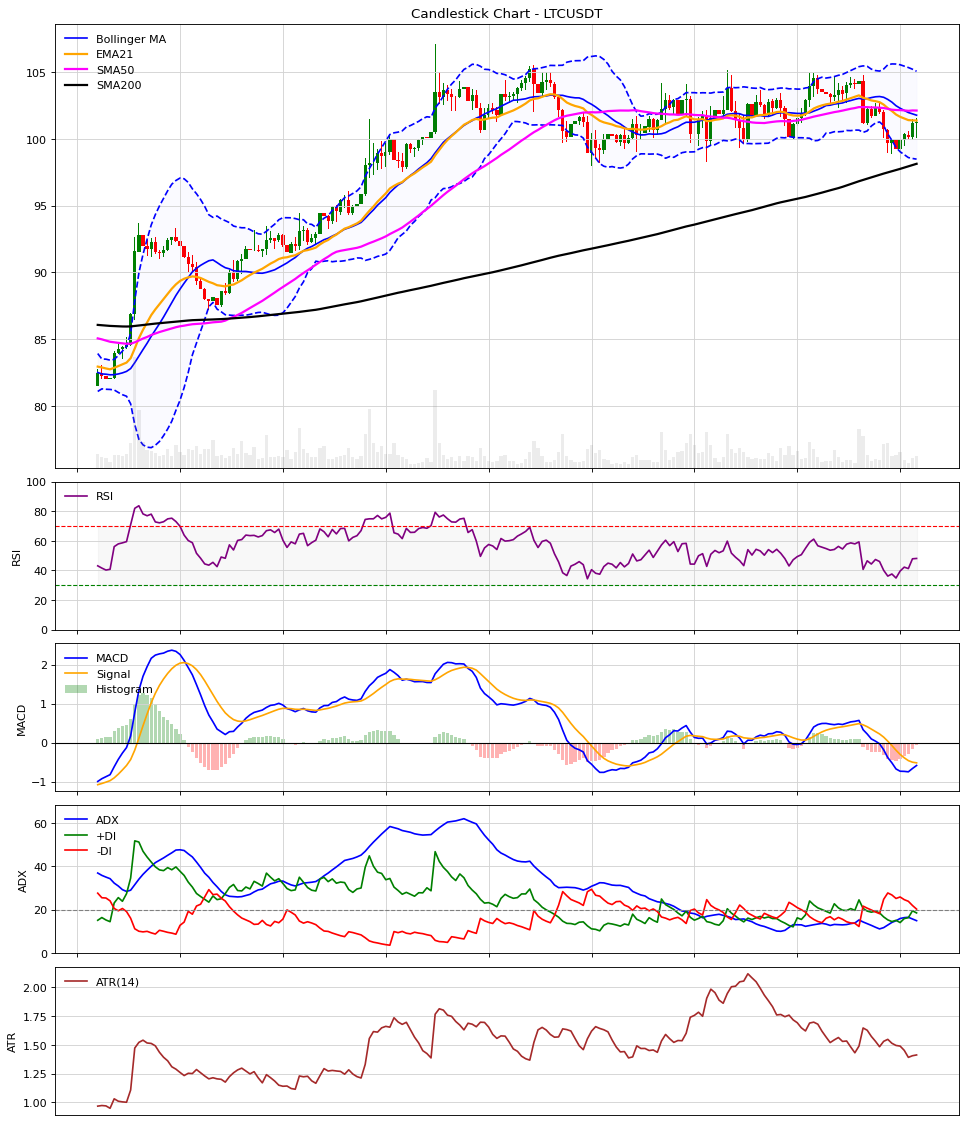 Candlestick Chart - LTCUSDT
Bollinger MA
EMA21
SMA50
SMA200
105
100
95
90
85
80
RSI
100
80
60
40
20
0
RSI
MACD
Signal
Histogram
2
1
0
−1
MACD
ADX
+DI
-DI
60
40
20
0
ADX
ATR(14)
2.00
1.75
1.50
1.25
1.00
ATR